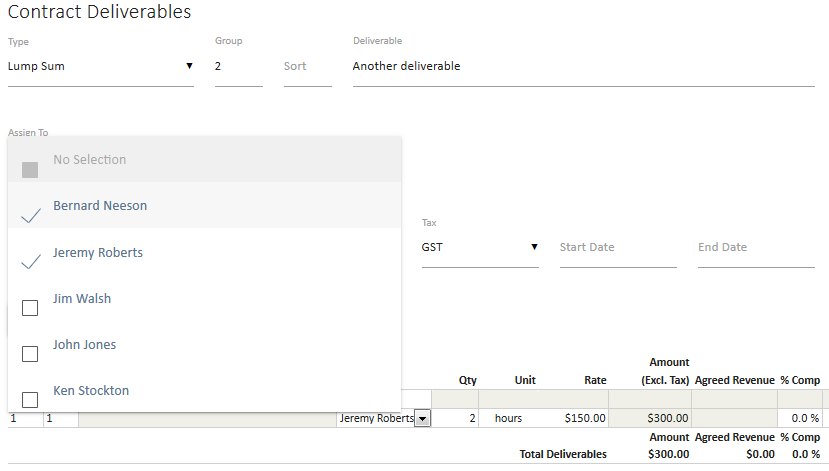 Contract Deliverables
Type Group Deliverable
Lump Sum 2 Sort Another deliverable
Assign To
No Selection
Bernard Neeson
Jeremy Roberts
Jim Walsh
John Jones
Ken Stockton
Tax
GST Start Date End Date
Amount
Qty Unit Rate (Excl. Tax) Agreed Revenue % Comp
1 1 Jeremy Roberts 2 hours $150.00 $300.00 0.0 %
Amount Agreed Revenue % Comp
Total Deliverables $300.00 $0.00 0.0 %